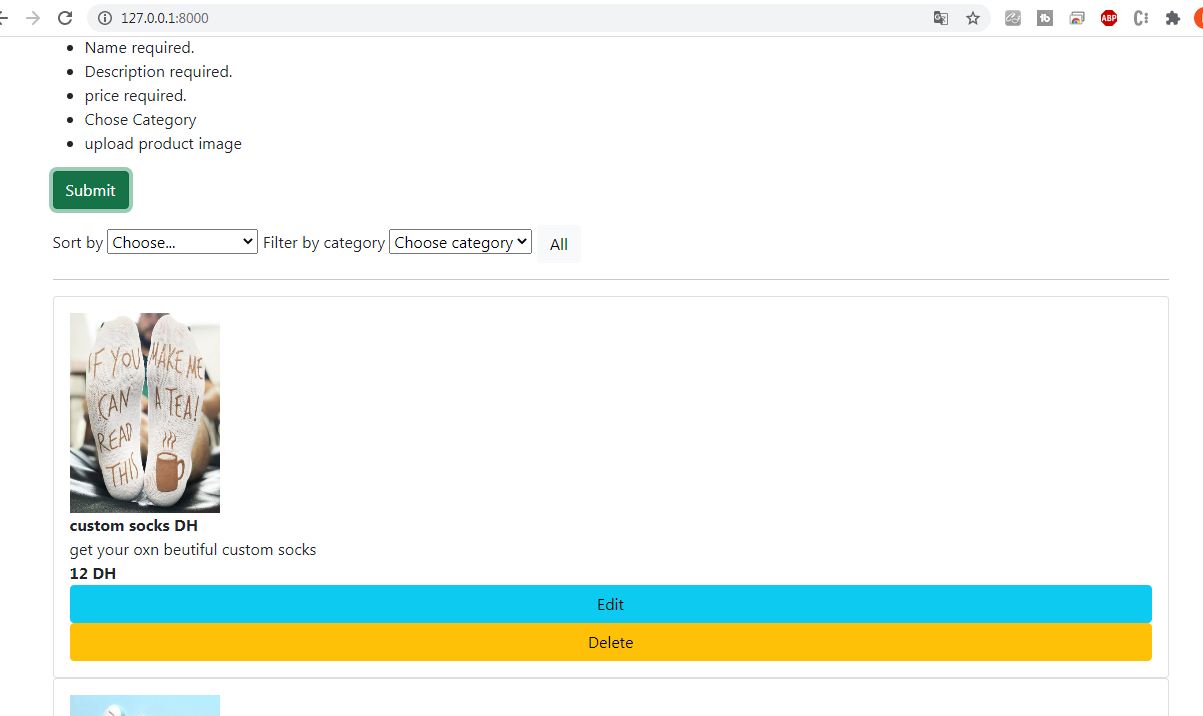 127.0.0.1:8000
Name required.
Description required.
price required.
Chose Category
upload product image
Submit
Sort by Choose... Filter by category Choose category All
IF YOU MAKE ME
CAN A TEA!
READ
THIS
custom socks DH
get your oxn beutiful custom socks
12 DH
Edit
Delete